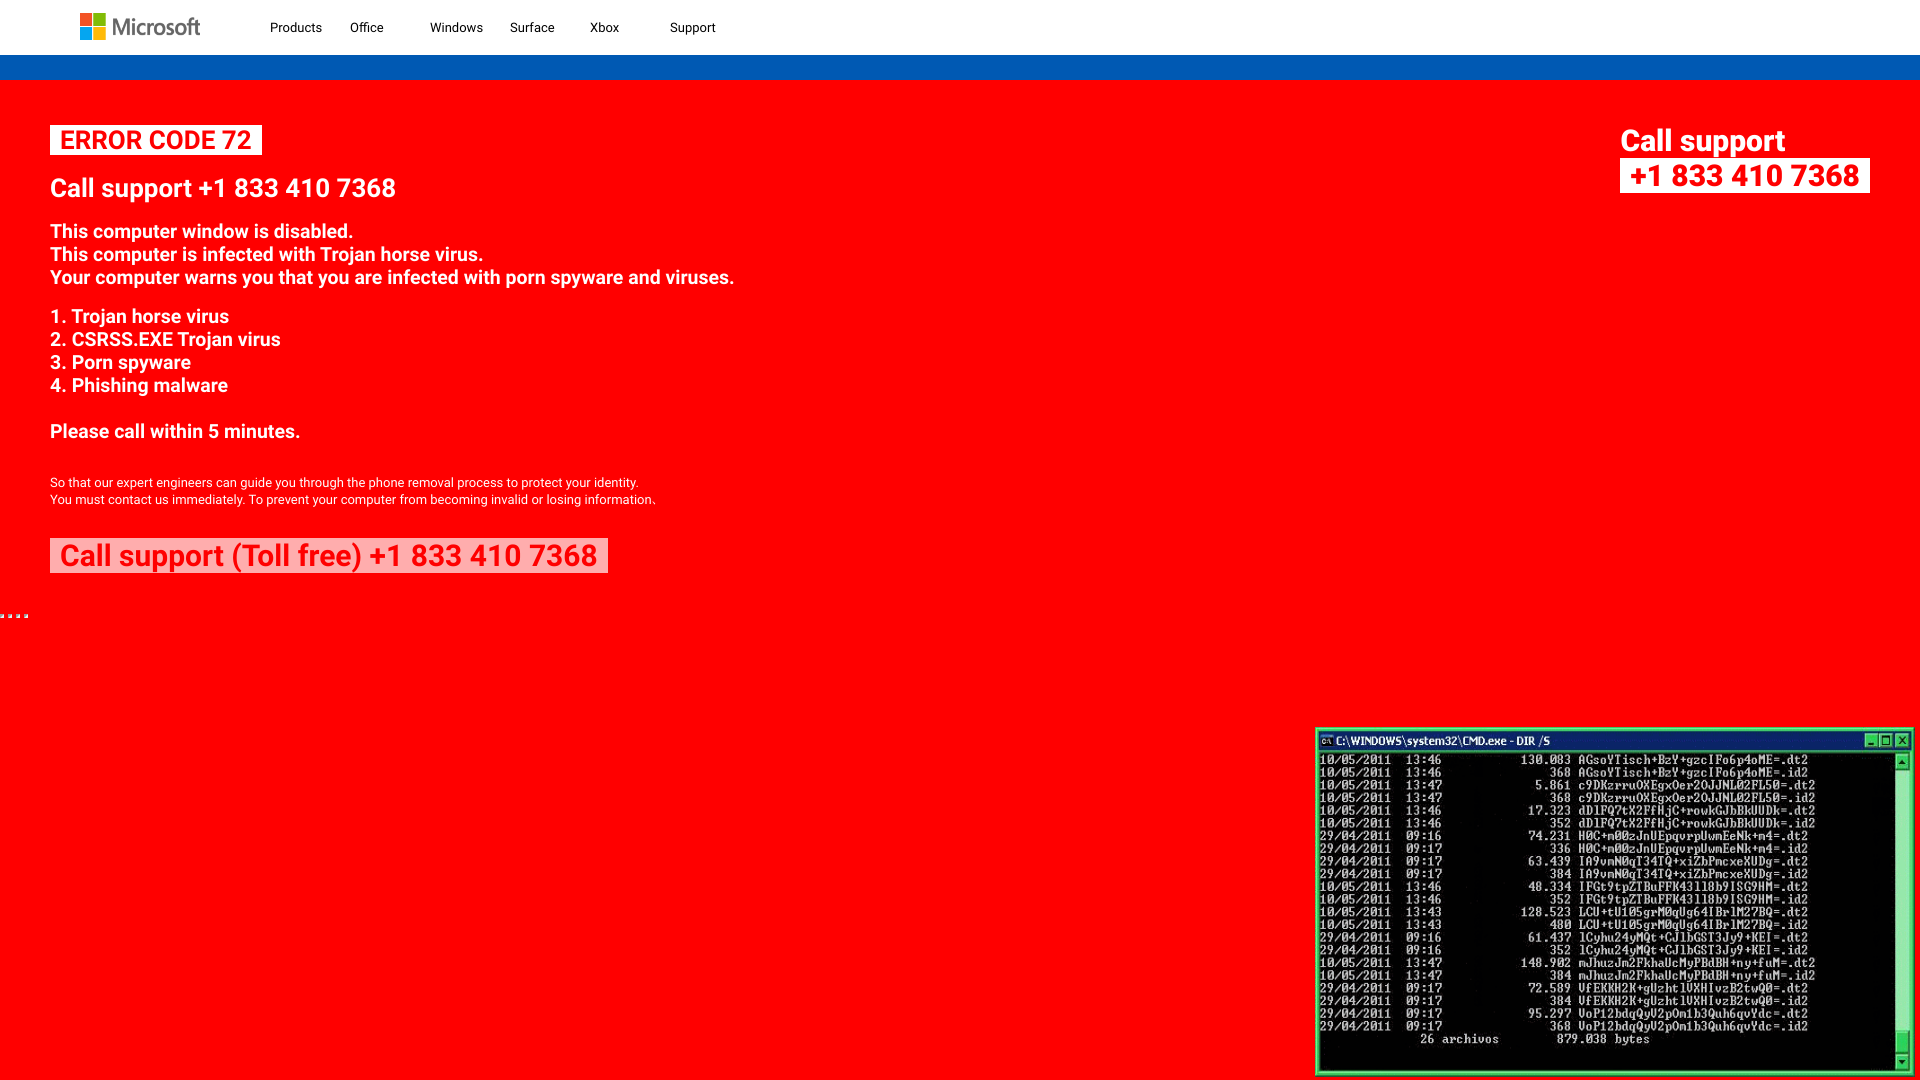 Microsoft
Products Office Windows Surface Xbox Support
ERROR CODE 72
Call support +1 833 410 7368
This computer window is disabled.
This computer is infected with Trojan horse virus.
Your computer warns you that you are infected with porn spyware and viruses.
1. Trojan horse virus
2. CSRSS.EXE Trojan virus
3. Porn spyware
4. Phishing malware
Please call within 5 minutes.
So that our expert engineers can guide you through the phone removal process to protect your identity.
You must contact us immediately. To prevent your computer from becoming invalid or losing information、
Call support (Toll free) +1 833 410 7368
Call support
+1 833 410 7368
C:\WINDOWS\system32\CMD.exe - DIR /S
10/05/2011 13:46 130.083 AGsoYTisch+BzY+gzcIFo6p4oME=.dt2
10/05/2011 13:46 368 AGsoYTisch+BzY+gzcIFo6p4oME=.id2
10/05/2011 13:47 5.861 c9DKzrruOXEgxOer2OJJNL02FL50=.dt2
10/05/2011 13:47 368 c9DKzrruOXEgxOer2OJJNL02FL50=.id2
10/05/2011 13:46 17.323 dDlFQ7tX2FfHjC+rowkGJbBkUUDk=.dt2
10/05/2011 13:46 352 dDlFQ7tX2FfHjC+rowkGJbBkUUDk=.id2
29/04/2011 09:16 74.231 H0C+m00zJnUEpqvrpUwmEeNk+m4=.dt2
29/04/2011 09:17 336 H0C+m00zJnUEpqvrpUwmEeNk+m4=.id2
29/04/2011 09:17 63.439 IA9vmN0qT34TQ+xiZbPmcxeXUDg=.dt2
29/04/2011 09:17 384 IA9vmN0qT34TQ+xiZbPmcxeXUDg=.id2
10/05/2011 13:46 48.334 IFGt9tpZTBuFFK43ll8b9ISG9HM=.dt2
10/05/2011 13:46 352 IFGt9tpZTBuFFK43ll8b9ISG9HM=.id2
10/05/2011 13:43 128.523 LCU+tU105grM0qUg64IBrlM27BQ=.dt2
10/05/2011 13:43 480 LCU+tU105grM0qUg64IBrlM27BQ=.id2
29/04/2011 09:16 61.437 lCyhu24yMQt+CJlbGST3Jy9+KEI=.dt2
29/04/2011 09:16 352 lCyhu24yMQt+CJlbGST3Jy9+KEI=.id2
10/05/2011 13:47 148.902 mJhuzJm2FkhaUcMyPBdBH+ny+fuM=.dt2
10/05/2011 13:47 384 mJhuzJm2FkhaUcMyPBdBH+ny+fuM=.id2
29/04/2011 09:17 72.589 VfEKKH2K+gUzhtlVXHIvzB2twQ0=.dt2
29/04/2011 09:17 384 VfEKKH2K+gUzhtlVXHIvzB2twQ0=.id2
29/04/2011 09:17 95.297 VoP12bdqQyV2pOm1b3Quh6qvYdc=.dt2
29/04/2011 09:17 368 VoP12bdqQyV2pOm1b3Quh6qvYdc=.id2
26 archivos 879.038 bytes